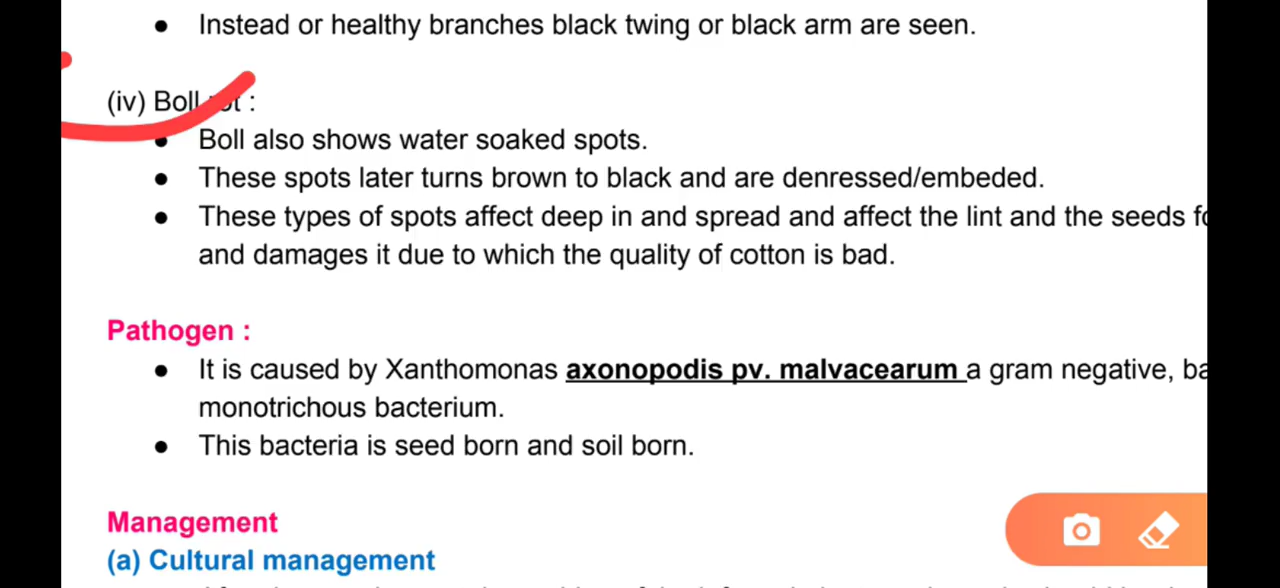 ● Instead or healthy branches black twing or black arm are seen.
(iv) Boll rot :
● Boll also shows water soaked spots.
● These spots later turns brown to black and are denressed/embeded.
● These types of spots affect deep in and spread and affect the lint and the seeds
and damages it due to which the quality of cotton is bad.
Pathogen :
● It is caused by Xanthomonas axonopodis pv. malvacearum a gram negative,
monotrichous bacterium.
● This bacteria is seed born and soil born.
Management
(a) Cultural management